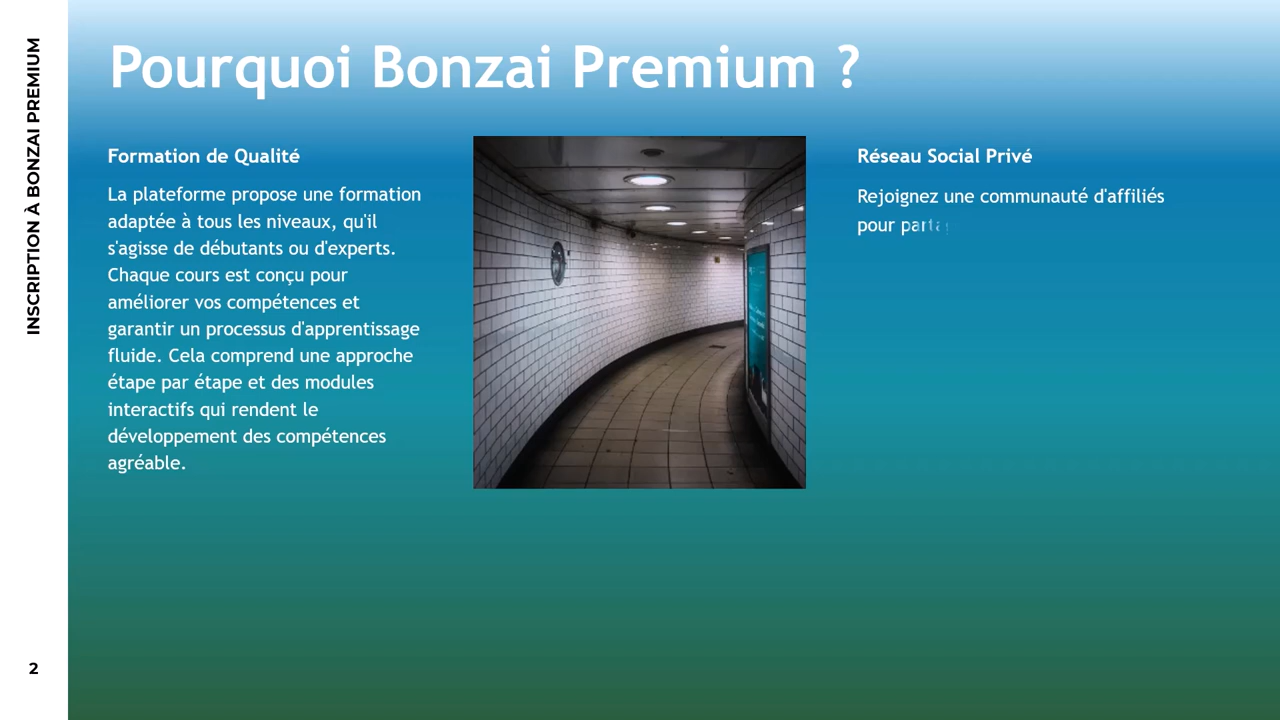 INSCRIPTION À BONZAI PREMIUM
Pourquoi Bonzai Premium ?
Formation de Qualité
La plateforme propose une formation
adaptée à tous les niveaux, qu'il
s'agisse de débutants ou d'experts.
Chaque cours est conçu pour
améliorer vos compétences et
garantir un processus d'apprentissage
fluide. Cela comprend une approche
étape par étape et des modules
interactifs qui rendent le
développement des compétences
agréable.
Réseau Social Privé
Rejoignez une communauté d'affiliés
pour
2